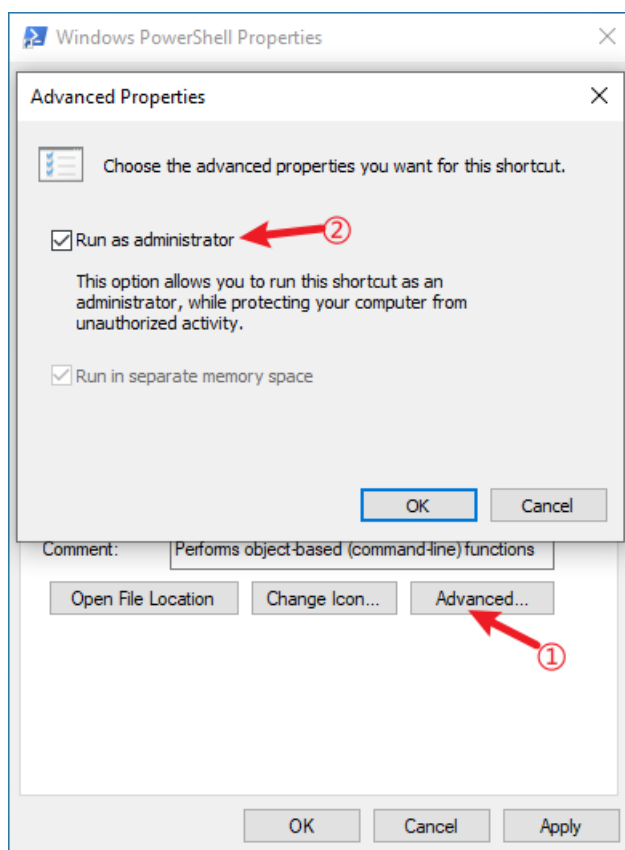 Windows PowerShell Properties
Advanced Properties
Choose the advanced properties you want for this shortcut.
Run as administrator
②
This option allows you to run this shortcut as an
administrator, while protecting your computer from
unauthorized activity.
Run in separate memory space
OK Cancel
Comment: Performs object-based (command-line) functions
Open File Location Change Icon... Advanced...
①
OK Cancel Apply